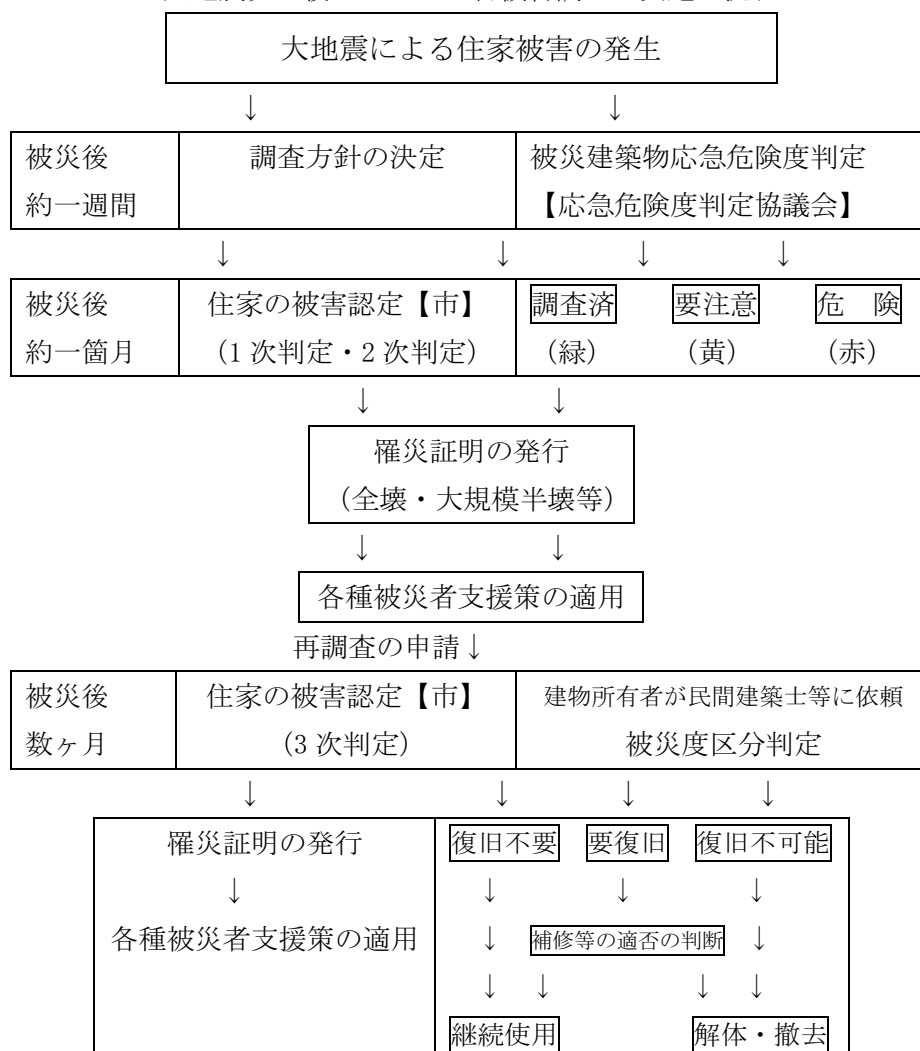 大地震による住家被害の発生
↓ ↓
被災後 調査方針の決定 被災建築物応急危険度判定
約一週間 【応急危険度判定協議会】
↓ ↓ ↓ ↓
被災後 住家の被害認定【市】 調査済 要注意 危 険
約一箇月 (1次判定・2次判定) (緑) (黄) (赤)
↓ ↓
罹災証明の発行
(全壊・大規模半壊等)
↓ ↓
各種被災者支援策の適用
再調査の申請↓
被災後 住家の被害認定【市】 建物所有者が民間建築士等に依頼
数ヶ月 (3次判定) 被災度区分判定
↓ ↓ ↓ ↓
罹災証明の発行 復旧不要 要復旧 復旧不可能
↓ ↓ ↓ ↓
各種被災者支援策の適用 ↓ 補修等の適否の判断 ↓
↓ ↓ ↓ ↓
継続使用 解体・撤去